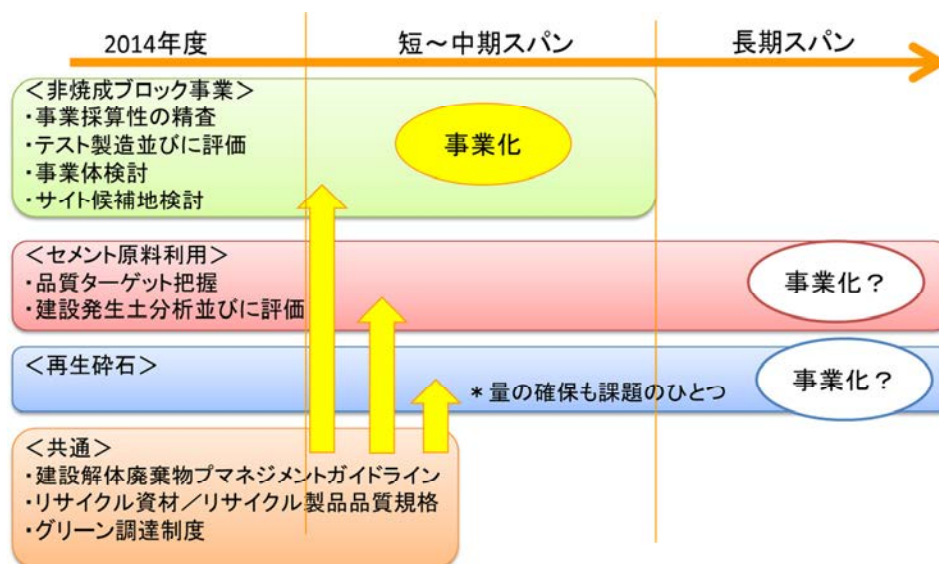 2014年度
短～中期スパン
長期スパン
＜非焼成ブロック事業＞
・事業採算性の精査
・テスト製造並びに評価
・事業体検討
・サイト候補地検討
事業化
＜セメント原料利用＞
・品質ターゲット把握
・建設発生土分析並びに評価
事業化？
＜再生砕石＞
＊量の確保も課題のひとつ
事業化？
＜共通＞
・建設解体廃棄物プマネジメントガイドライン
・リサイクル資材／リサイクル製品品質規格
・グリーン調達制度